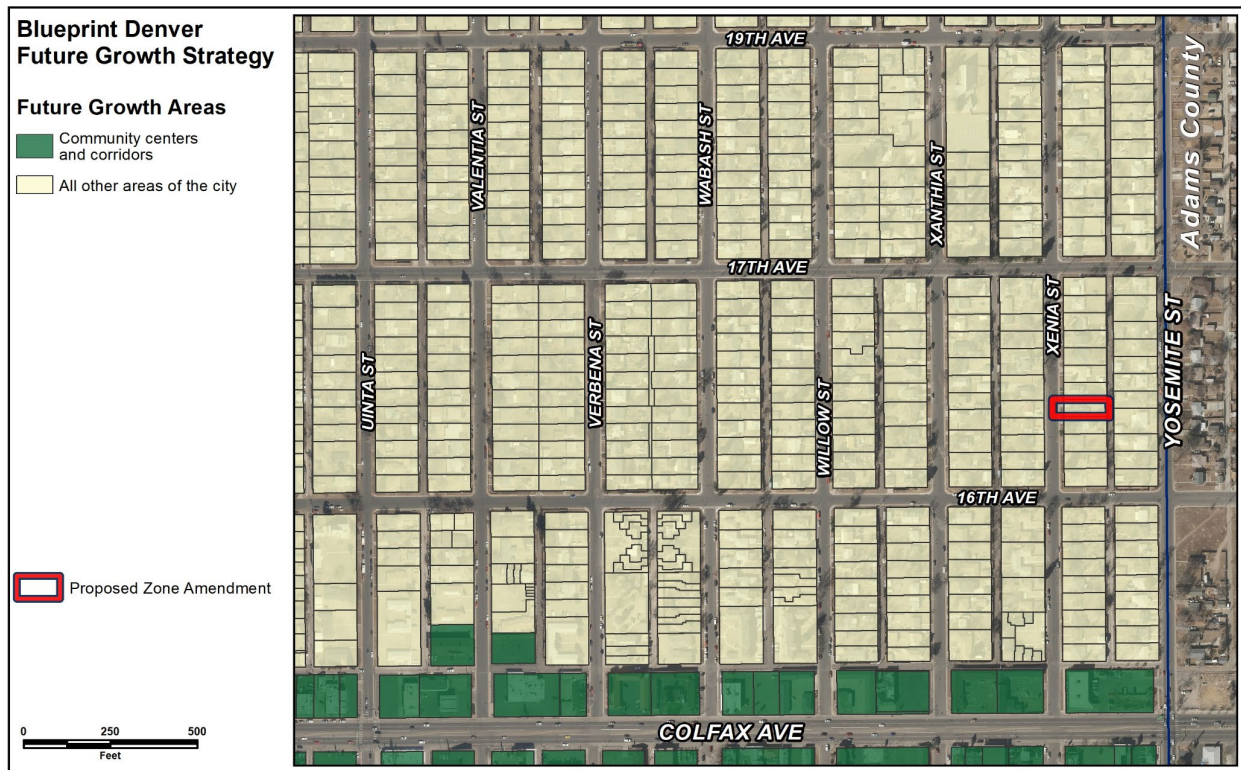 Blueprint Denver
Future Growth Strategy
Future Growth Areas
Community centers
and corridors
All other areas of the city
Proposed Zone Amendment
0 250 500
Feet
19TH AVE
VALENTIA ST
WABASH ST
XANTHIA ST
Adams County
17TH AVE
UINTA ST
VERBENA ST
WILLOW ST
XENIA ST
YOSEMITE ST
16TH AVE
COLFAX AVE